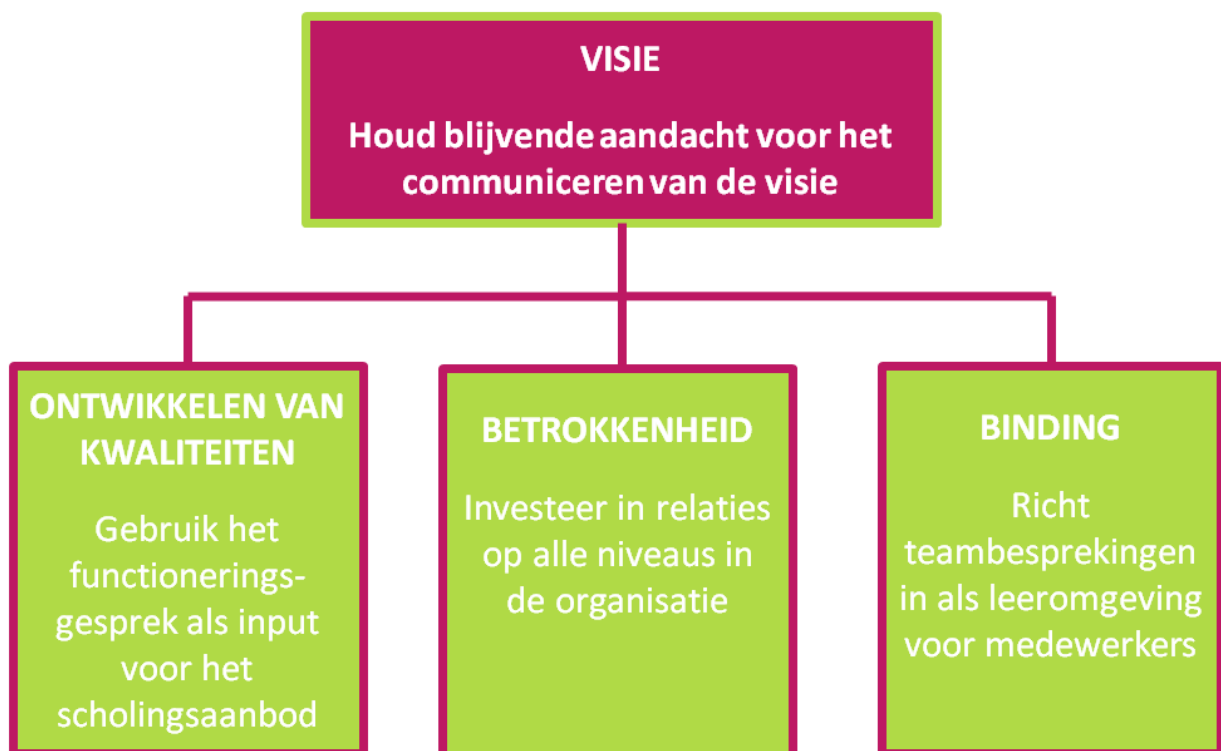 VISIE
Houd blijvende aandacht voor het
communiceren van de visie
ONTWIKKELEN VAN
KWALITEITEN
Gebruik het
functionerings-
gesprek als input
voor het
scholingsaanbod
BETROKKENHEID
Investeer in relaties
op alle niveaus in
de organisatie
BINDING
Richt
teambesprekingen
in als leeromgeving
voor medewerkers